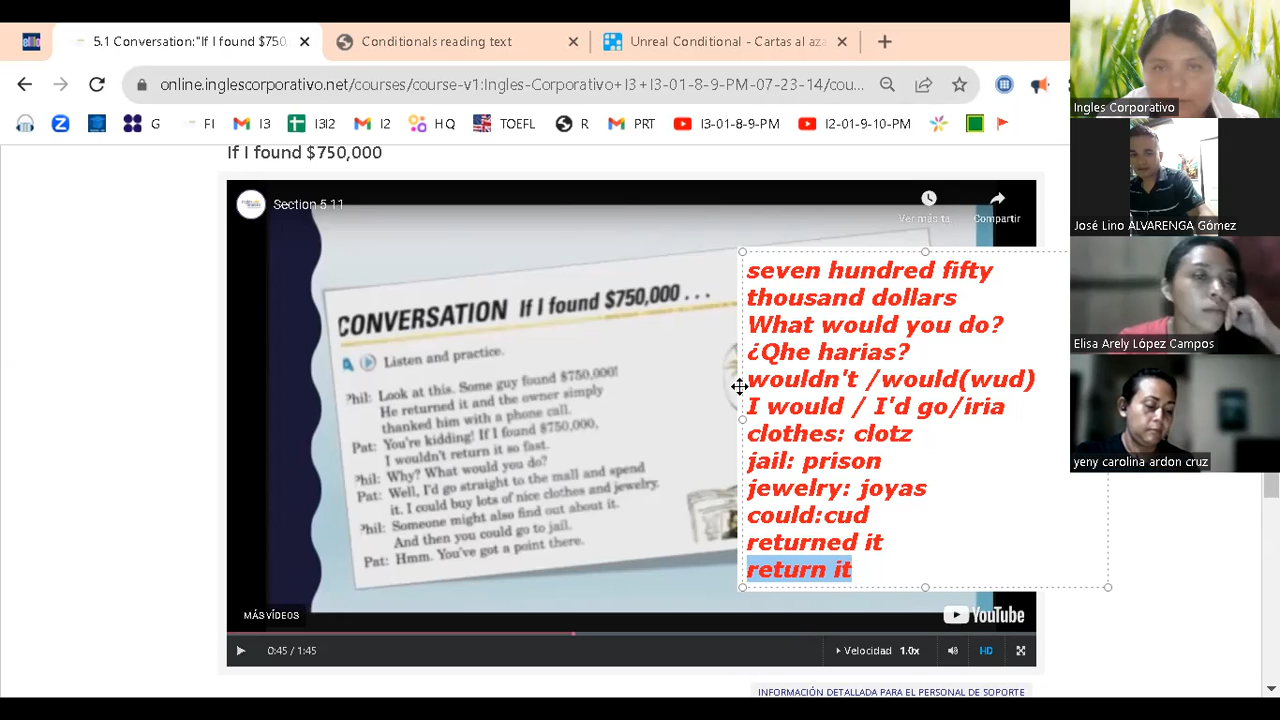 5.1 Conversation:"If I found $750,
Conditionals reading text
Unreal Conditional - Cartas al aza
online.inglescorporativo.net/courses/course-v1:Ingles-Corporativo+I3+I3-01-8-9-PM-07-23-14/cou...
G
FI
I3
I3I2
I2
HQ
TOEFL
R
PRT
I3-01-8-9-PM
I2-01-9-10-PM
If I found $750,000
Section 5 11
Ver más ta...
Compartir
CONVERSATION If I found $750,000 . . .
A Listen and practice.
Phil: Look at this. Some guy found $750,000!
He returned it and the owner simply
thanked him with a phone call.
Pat: You're kidding! If I found $750,000,
I wouldn't return it so fast.
Phil: Why? What would you do?
Pat: Well, I'd go straight to the mall and spend
it. I could buy lots of nice clothes and jewelry.
Phil: Someone might also find out about it.
And then you could go to jail.
Pat: Hmm. You've got a point there.
seven hundred fifty
thousand dollars
What would you do?
¿Qhe harias?
wouldn't /would(wud)
I would / I'd go/iria
clothes: clotz
jail: prison
jewelry: joyas
could:cud
returned it
return it
MÁS VÍDEOS
YouTube
0:45 / 1:45
Velocidad 1.0x
HD
INFORMACIÓN DETALLADA PARA EL PERSONAL DE SOPORTE
Ingles Corporativo
José Lino ALVARENGA Gómez
Elisa Arely López Campos
yeny carolina ardon cruz